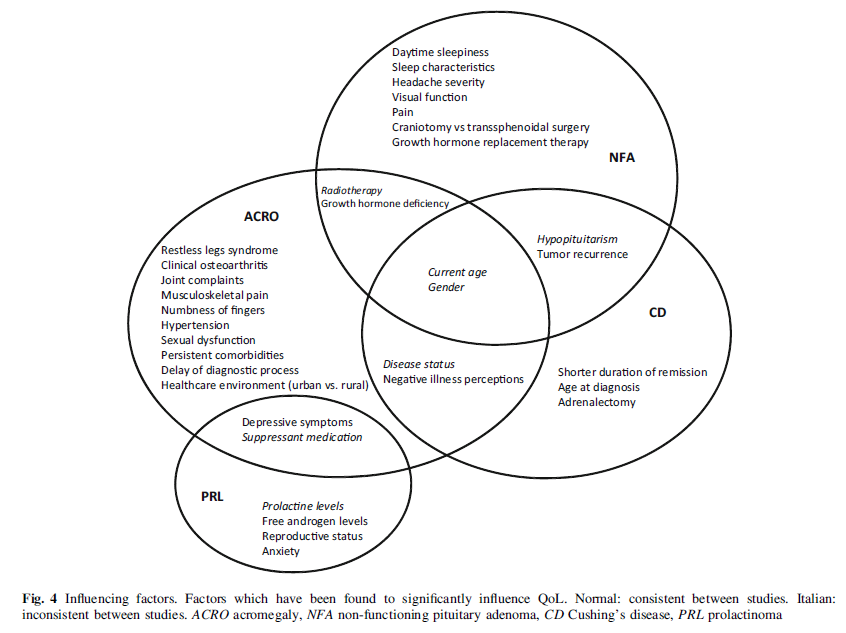 Daytime sleepiness
Sleep characteristics
Headache severity
Visual function
Pain
Craniotomy vs transsphenoidal surgery
Growth hormone replacement therapy
NFA
Radiotherapy
Growth hormone deficiency
ACRO
Restless legs syndrome
Clinical osteoarthritis
Joint complaints
Musculoskeletal pain
Numbness of fingers
Hypertension
Sexual dysfunction
Persistent comorbidities
Delay of diagnostic process
Healthcare environment (urban vs. rural)
Hypopituitarism
Tumor recurrence
Current age
Gender
CD
Disease status
Negative illness perceptions
Shorter duration of remission
Age at diagnosis
Adrenalectomy
Depressive symptoms
Suppressant medication
PRL
Prolactine levels
Free androgen levels
Reproductive status
Anxiety
Fig. 4 Influencing factors. Factors which have been found to significantly influence QoL. Normal: consistent between studies. Italian:
inconsistent between studies. ACRO acromegaly, NFA non-functioning pituitary adenoma, CD Cushing's disease, PRL prolactinoma